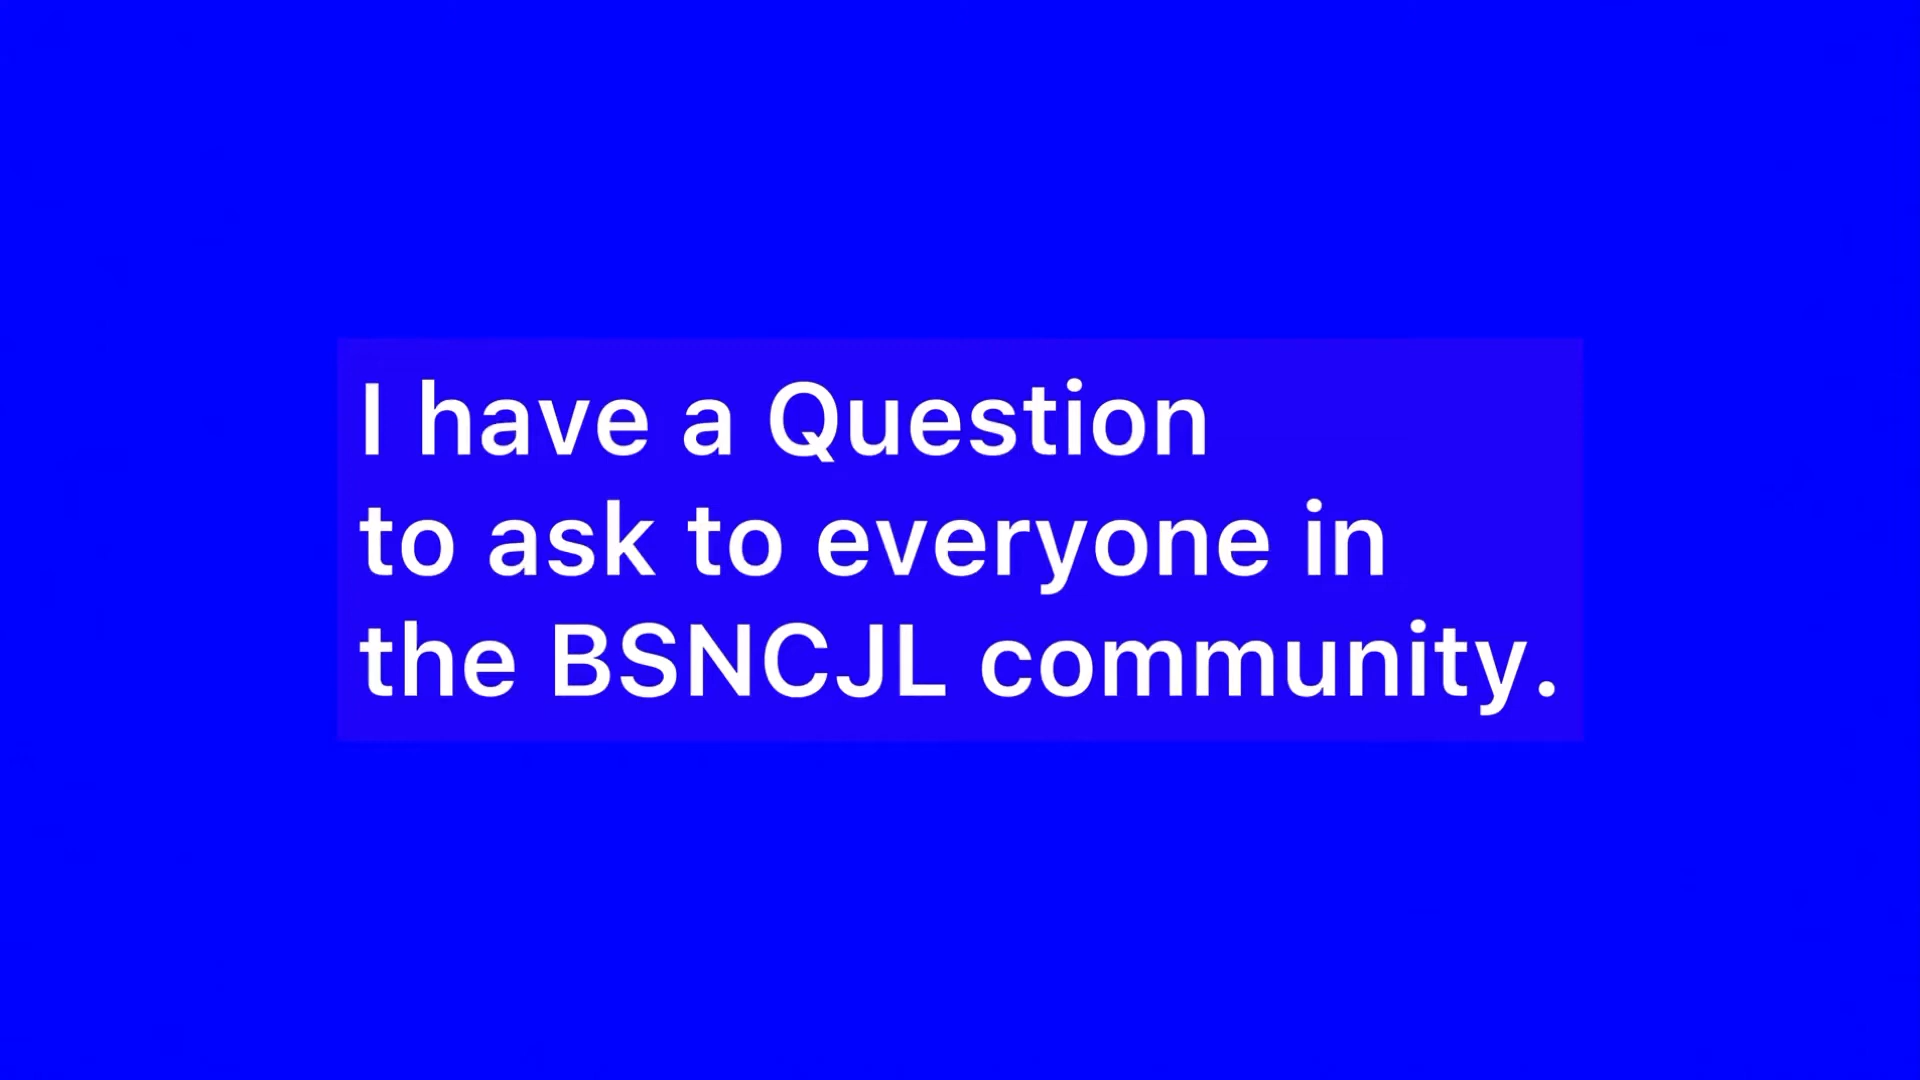 I have a Question
to ask to everyone in
the BSNCJL community.